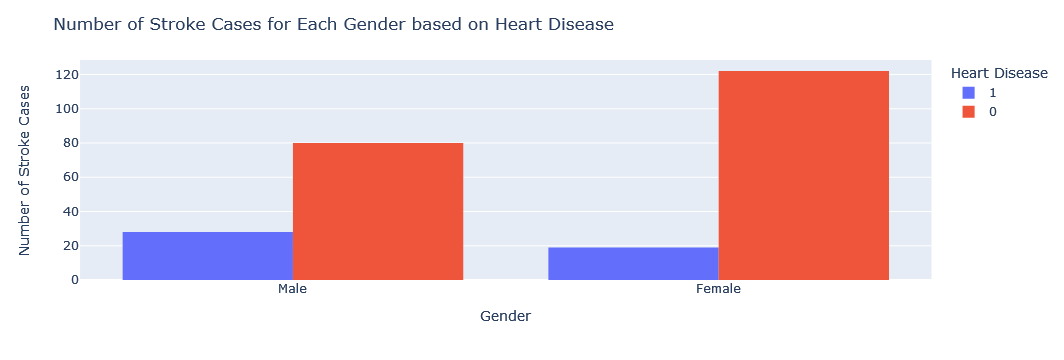 Number of Stroke Cases for Each Gender based on Heart Disease
Number of Stroke Cases
120
100
80
60
40
20
0
Male
Female
Gender
Heart Disease
1
0